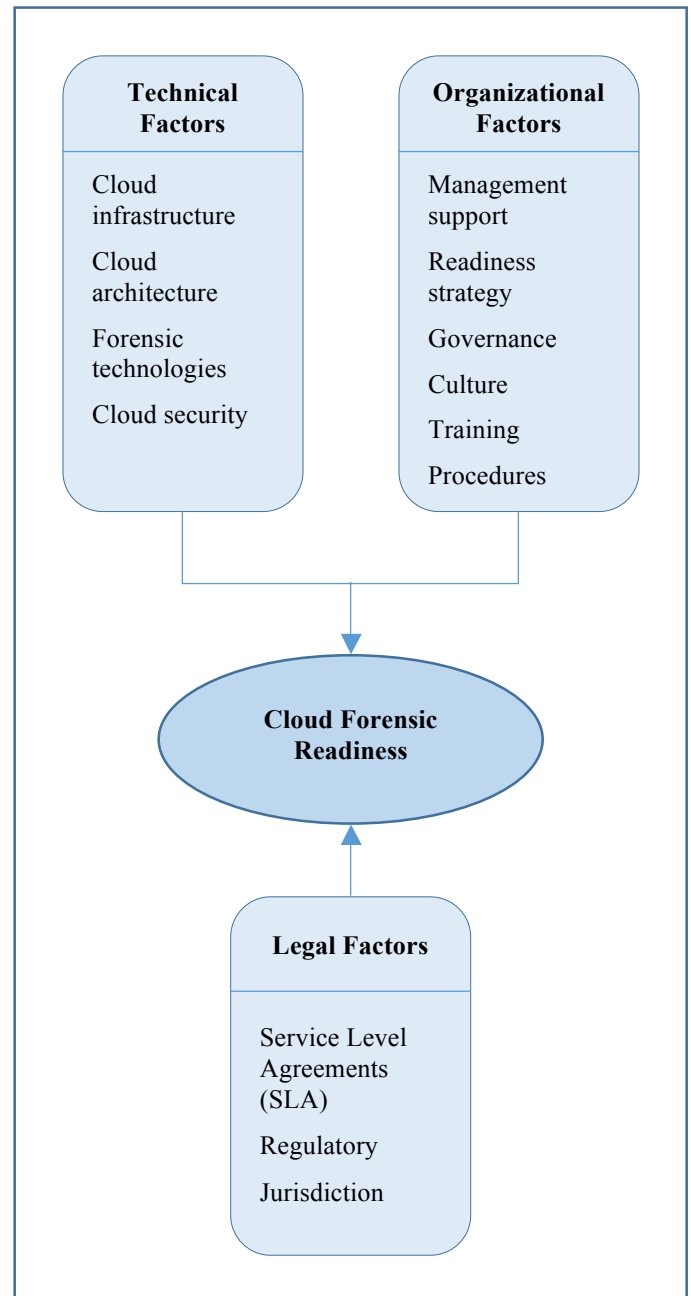 Technical
Factors
Cloud
infrastructure
Cloud
architecture
Forensic
technologies
Cloud security
Organizational
Factors
Management
support
Readiness
strategy
Governance
Culture
Training
Procedures
Cloud Forensic
Readiness
Legal Factors
Service Level
Agreements
(SLA)
Regulatory
Jurisdiction